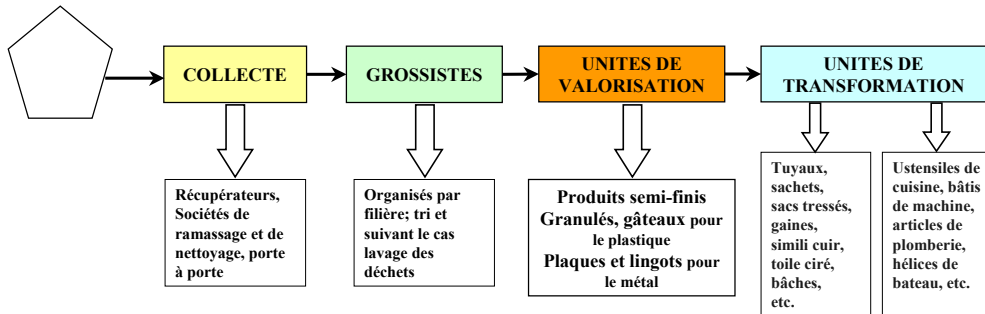 COLLECTE
GROSSISTES
UNITES DE
VALORISATION
UNITES DE
TRANSFORMATION
Récupérateurs,
Sociétés de
ramassage et de
nettoyage, porte
à porte
Organisés par
filière; tri et
suivant le cas
lavage des
déchets
Produits semi-finis
Granulés, gâteaux pour
le plastique
Plaques et lingots pour
le métal
Tuyaux,
sachets,
sacs tressés,
gaines,
simili cuir,
toile ciré,
bâches,
etc.
Ustensiles de
cuisine, bâtis
de machine,
articles de
plomberie,
hélices de
bateau, etc.